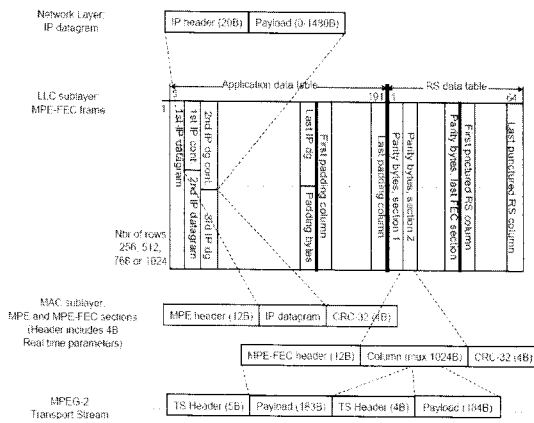 Network Layer:
IP datagram
IP header (20B)
Payload (0-1480B)
Application data table
RS data table
LLC sublayer:
MPE-FEC frame
1
1
191
1
64
1st IP datagram
1st IP cont
2nd IP datagram
2nd IP dg cont
3rd IP dg
Last IP dg
Padding bytes
First padding column
Last padding column
Parity bytes, section 1
Parity bytes, section 2
Parity bytes, last FEC section
First punctured RS column
Last punctured RS column
Nbr of rows
256, 512,
768 or 1024
MAC sublayer:
MPE and MPE-FEC sections
(Header includes 4B
Real time parameters)
MPE header (12B)
IP datagram
CRC-32 (4B)
MPE-FEC header (12B)
Column (max 1024B)
CRC-32 (4B)
MPEG-2
Transport Stream
TS Header (5B)
Payload (183B)
TS Header (4B)
Payload (184B)